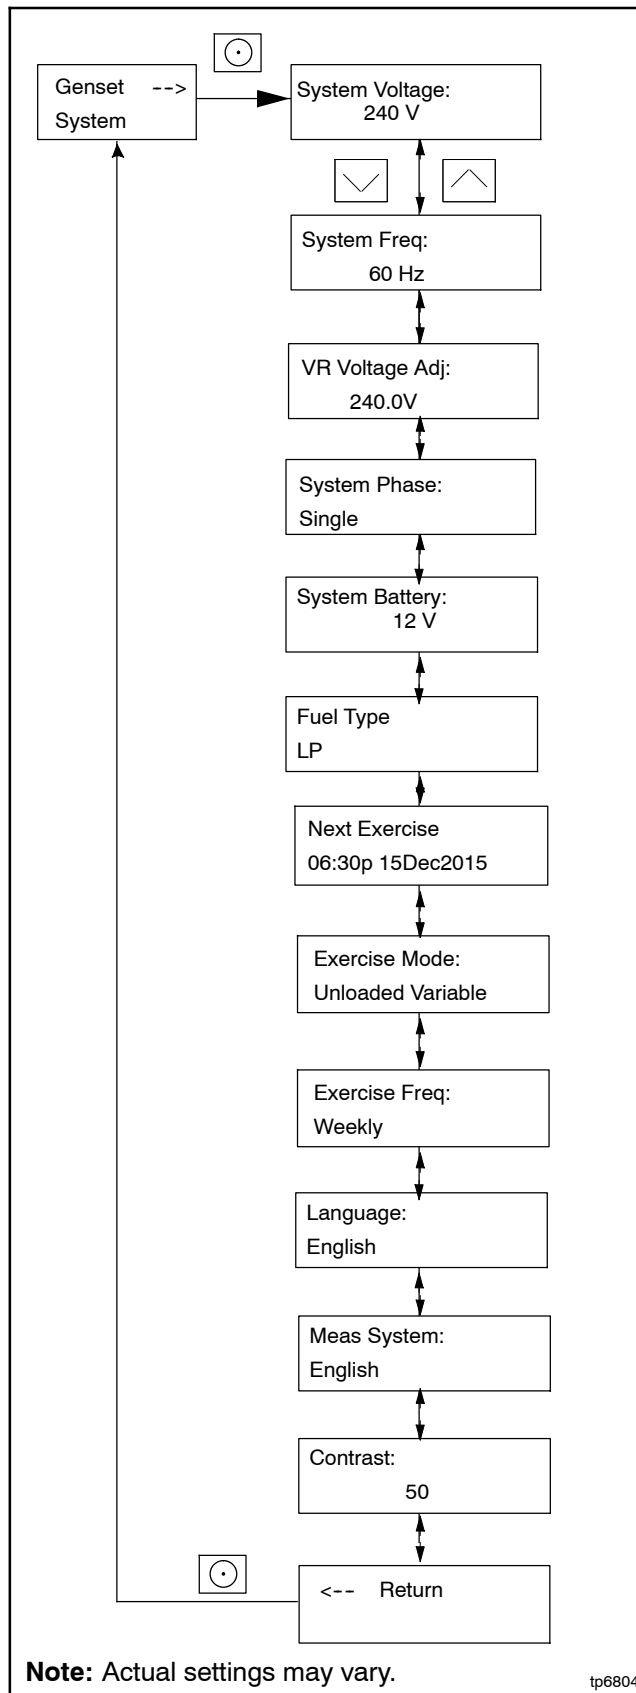 Genset -->
System
System Voltage:
240 V
System Freq:
60 Hz
VR Voltage Adj:
240.0V
System Phase:
Single
System Battery:
12 V
Fuel Type
LP
Next Exercise
06:30p 15Dec2015
Exercise Mode:
Unloaded Variable
Exercise Freq:
Weekly
Language:
English
Meas System:
English
Contrast:
50
<-- Return
Note: Actual settings may vary.
tp6804